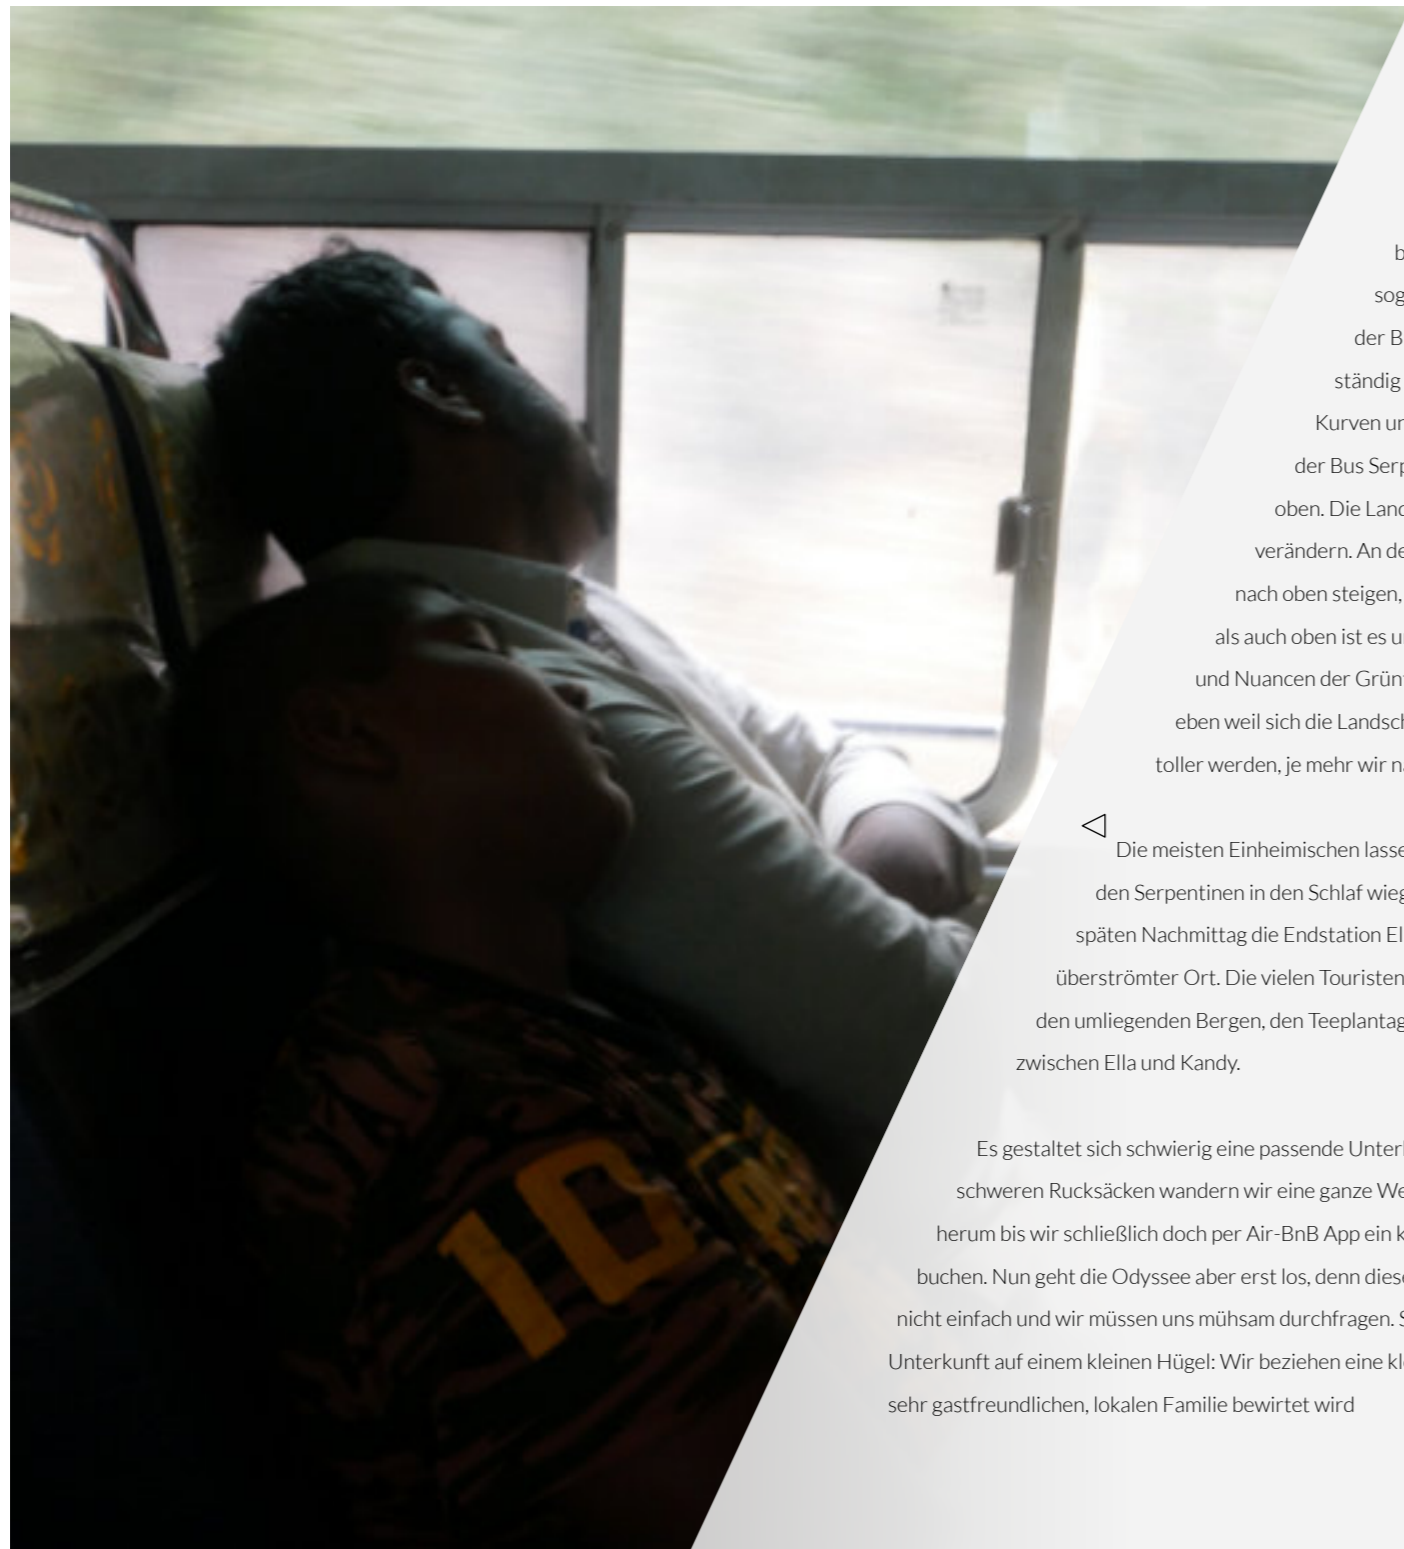 b
sog
der B
ständig
Kurven un
der Bus Serp
oben. Die Land
verändern. An de
nach oben steigen,
als auch oben ist es u
und Nuancen der Grün
eben weil sich die Landsch
toller werden, je mehr wir na
Die meisten Einheimischen lasse
den Serpentinen in den Schlaf wieg
späten Nachmittag die Endstation El
überströmter Ort. Die vielen Touristen
den umliegenden Bergen, den Teeplantag
zwischen Ella und Kandy.
Es gestaltet sich schwierig eine passende Unter
schweren Rucksäcken wandern wir eine ganze We
herum bis wir schließlich doch per Air-BnB App ein k
buchen. Nun geht die Odyssee aber erst los, denn diese
nicht einfach und wir müssen uns mühsam durchfragen. S
Unterkunft auf einem kleinen Hügel: Wir beziehen eine kl
sehr gastfreundlichen, lokalen Familie bewirtet wird
10